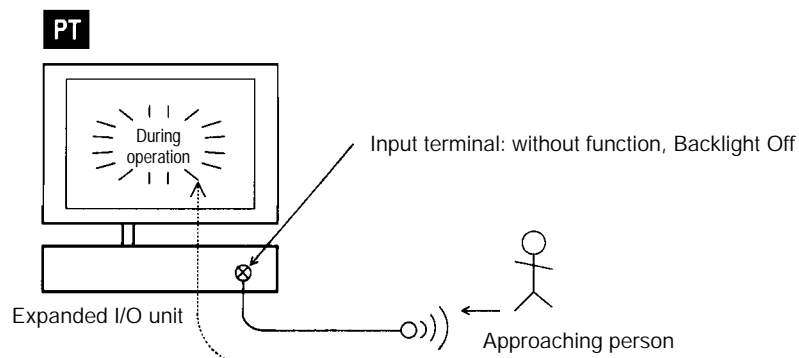 PT
During
operation
Input terminal: without function, Backlight Off
Expanded I/O unit
Approaching person